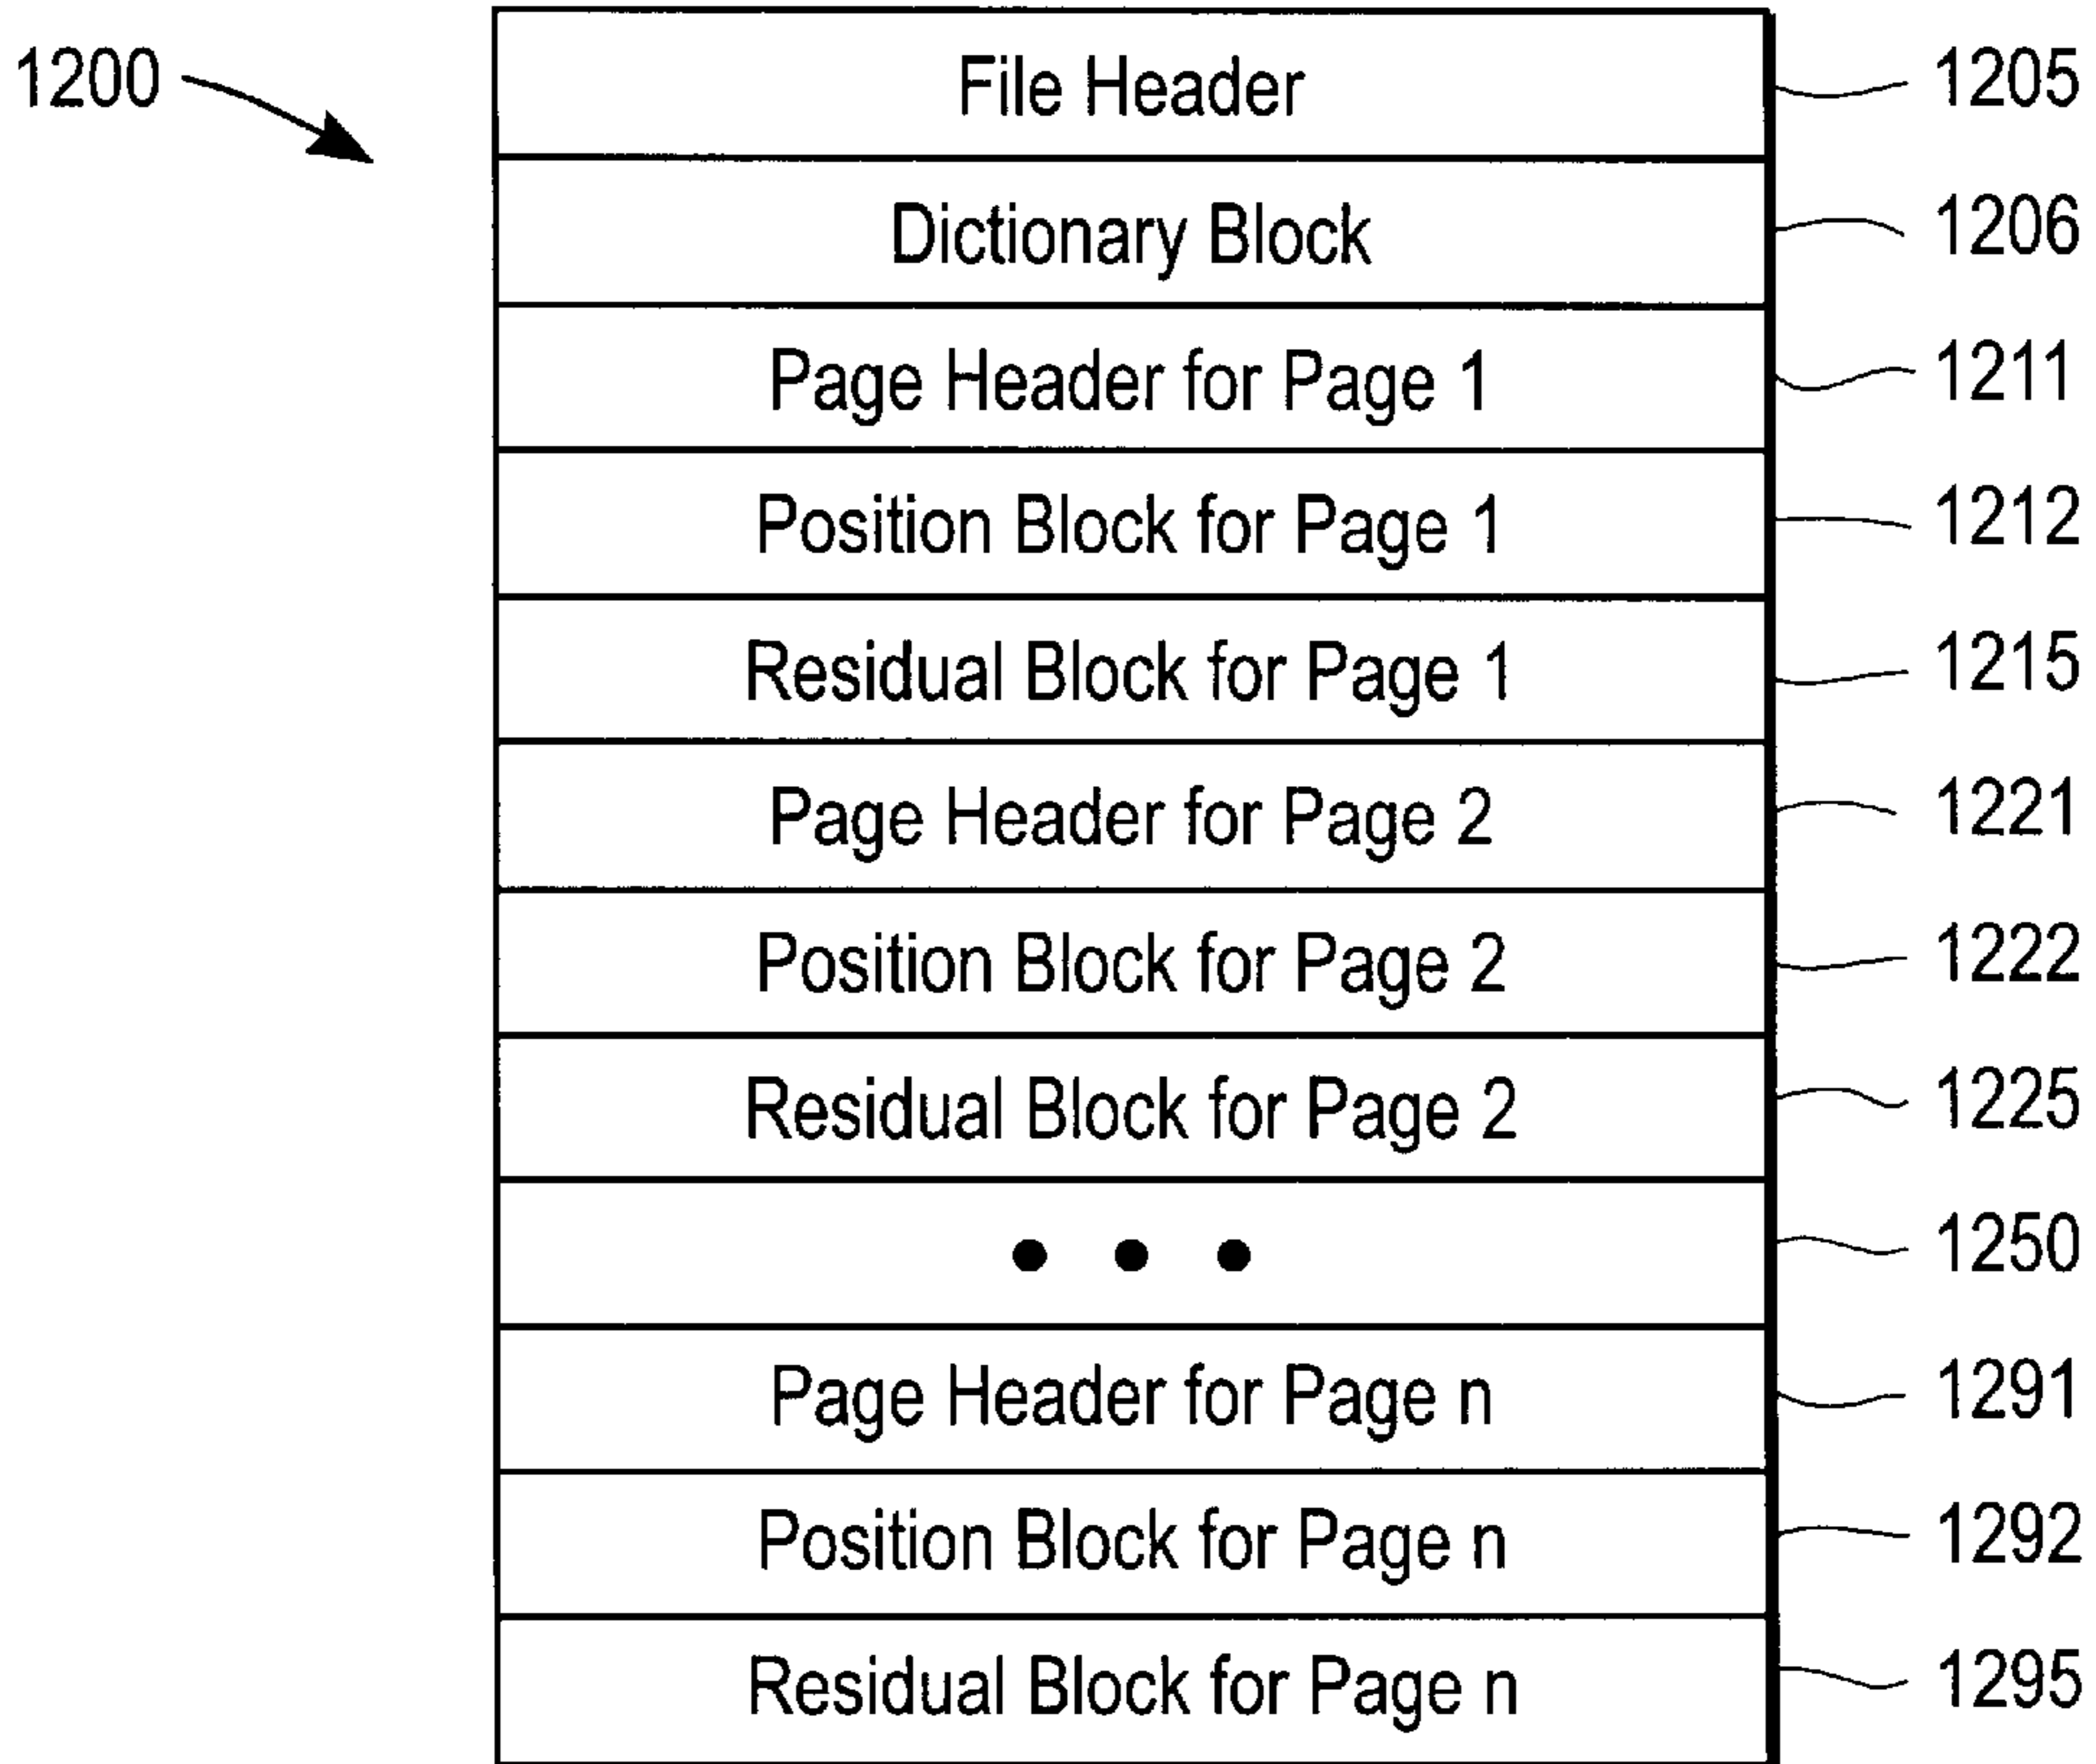 1200
File Header 1205
Dictionary Block 1206
Page Header for Page 1 1211
Position Block for Page 1 1212
Residual Block for Page 1 1215
Page Header for Page 2 1221
Position Block for Page 2 1222
Residual Block for Page 2 1225
• • • 1250
Page Header for Page n 1291
Position Block for Page n 1292
Residual Block for Page n 1295